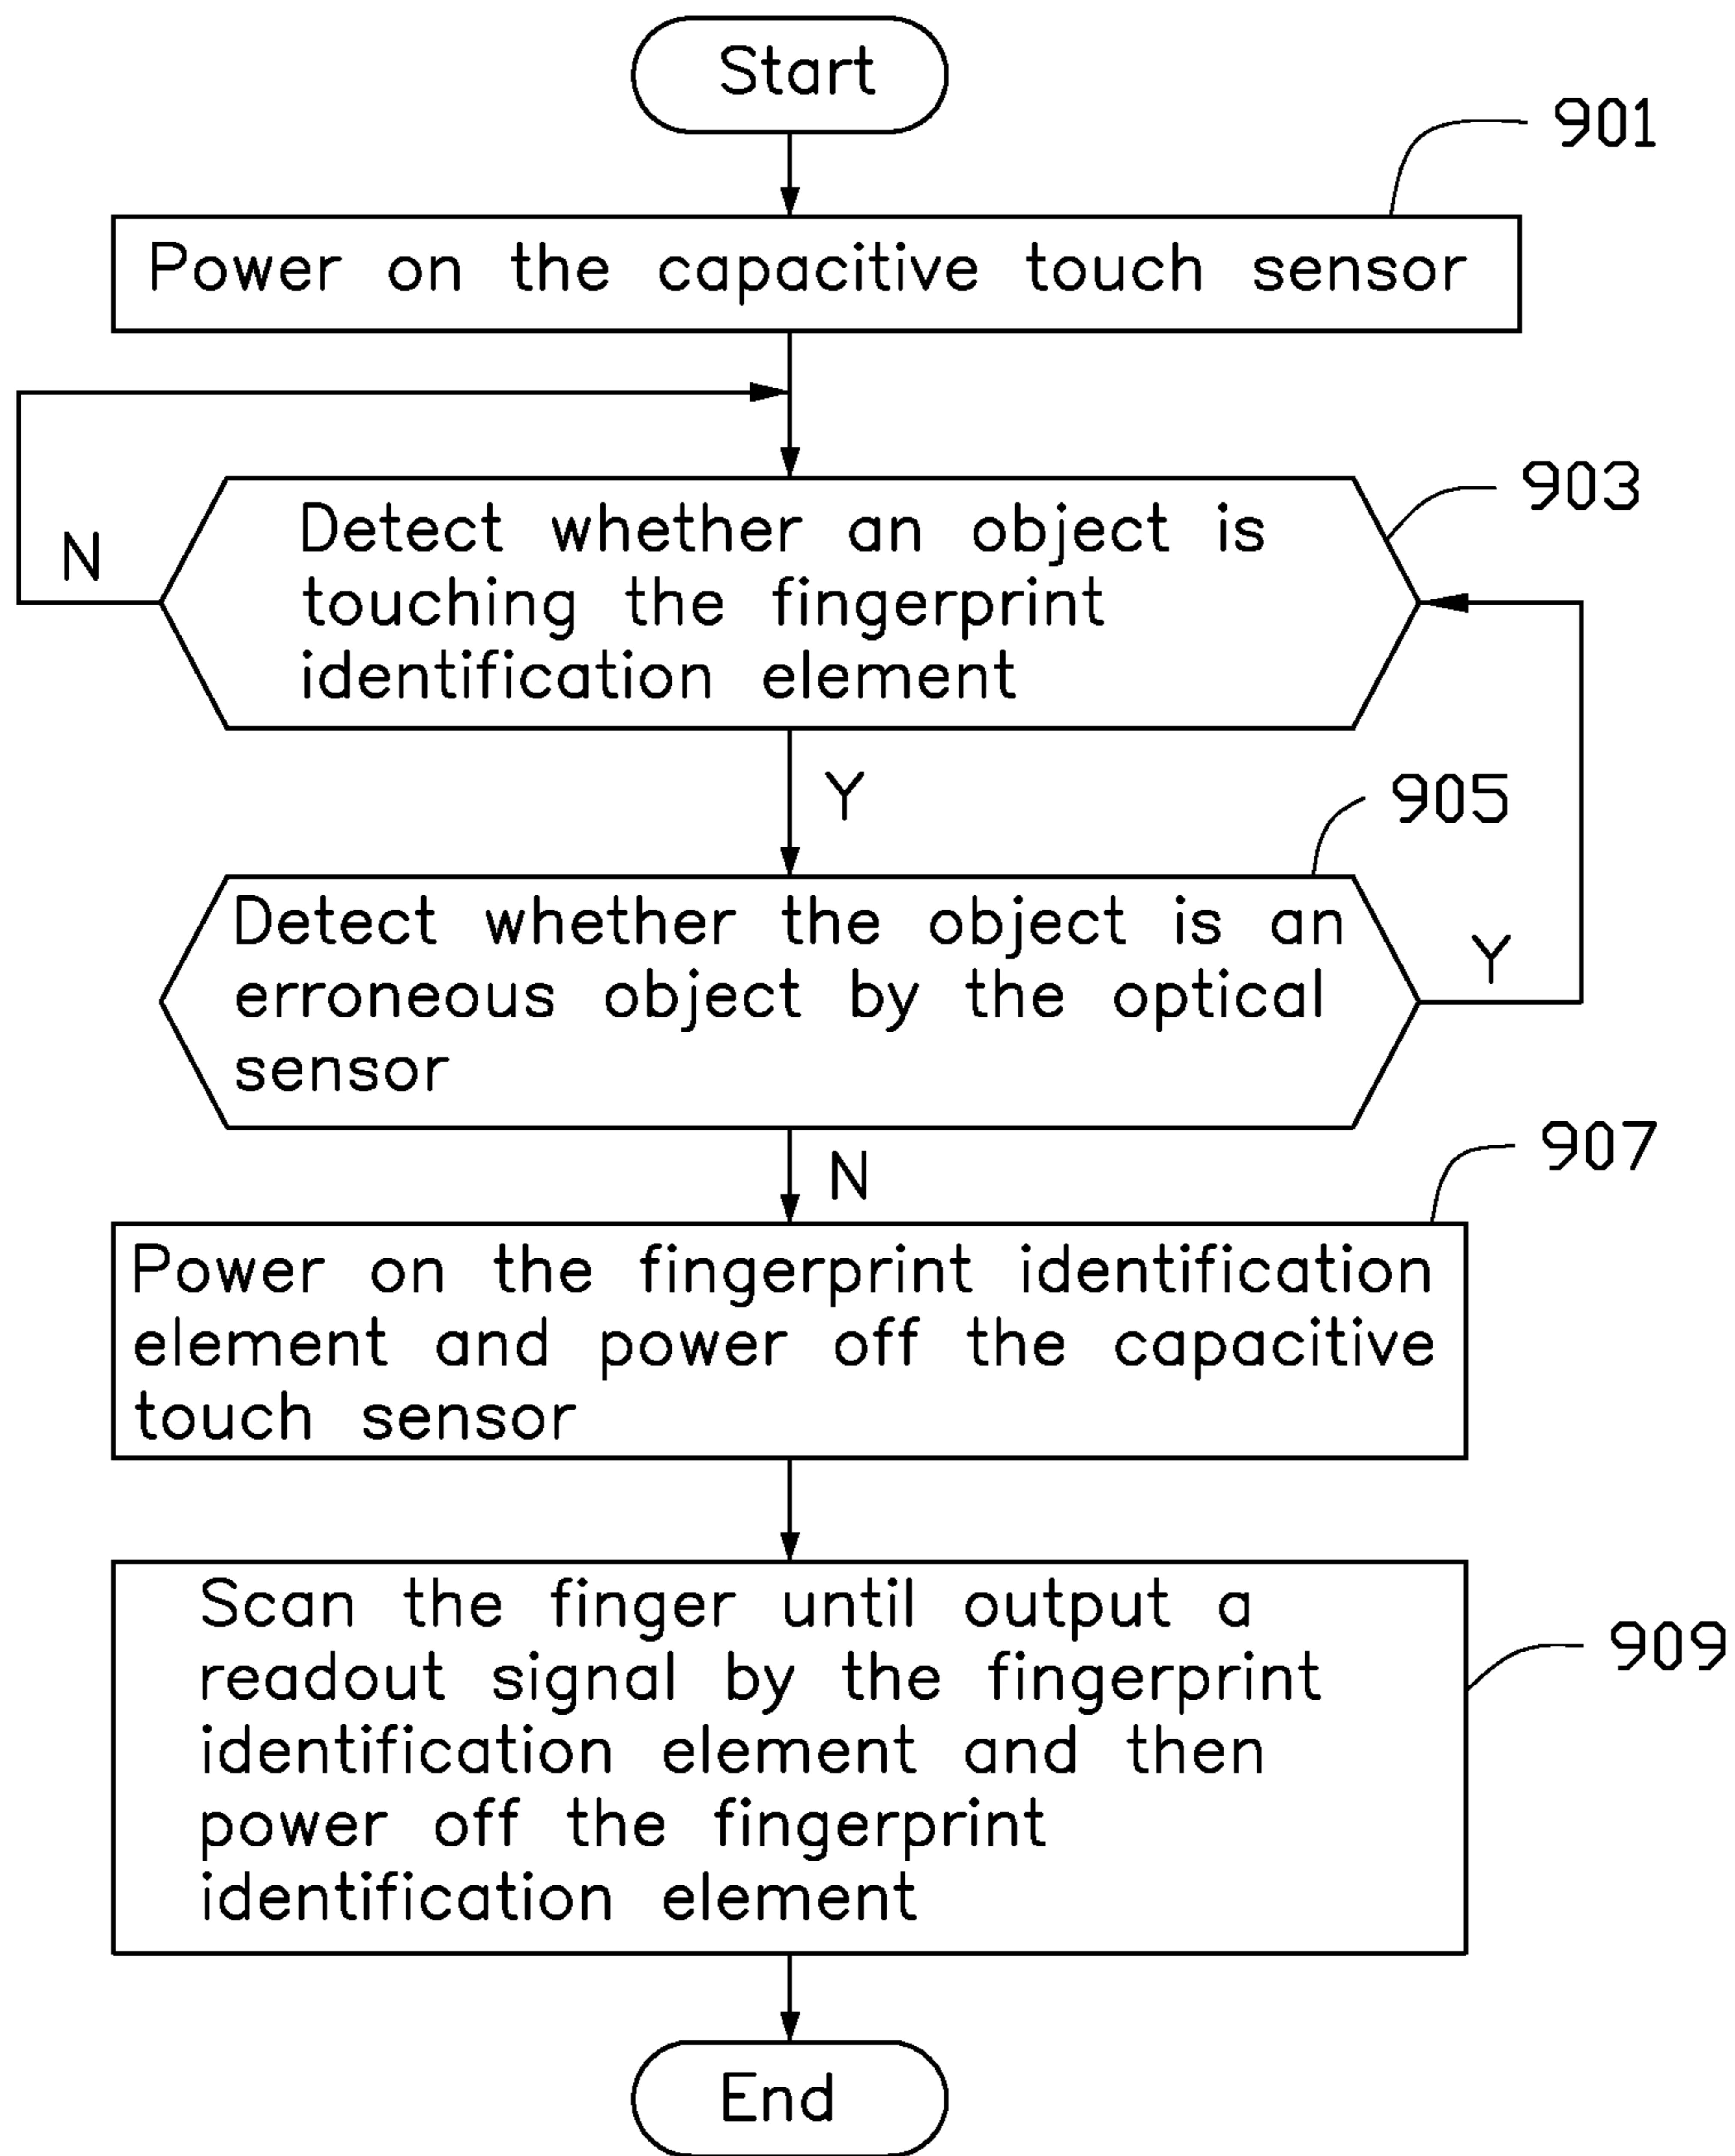 Start
901
Power on the capacitive touch sensor
903
Detect whether an object is
touching the fingerprint
identification element
N
Y
905
Detect whether the object is an
erroneous object by the optical
sensor
Y
N
907
Power on the fingerprint identification
element and power off the capacitive
touch sensor
Scan the finger until output a
readout signal by the fingerprint
identification element and then
power off the fingerprint
identification element
909
End